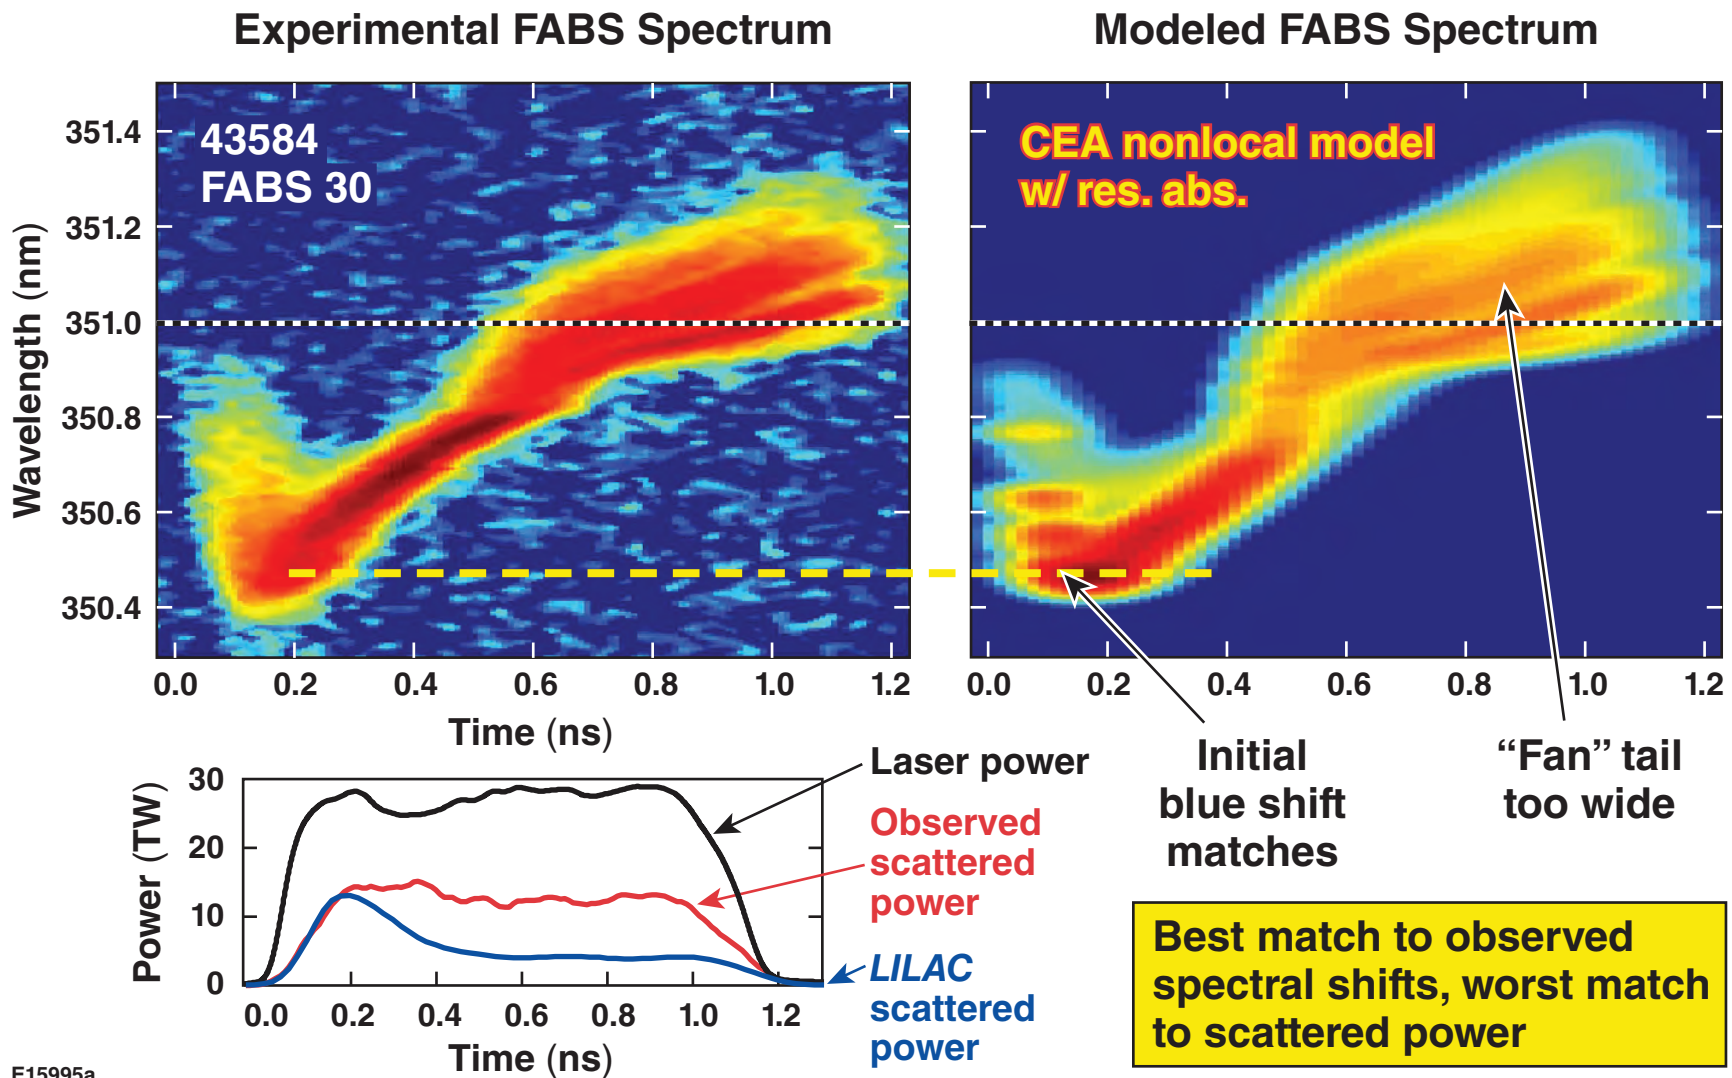 Experimental FABS Spectrum
Modeled FABS Spectrum
Wavelength (nm)
351.4
351.2
351.0
350.8
350.6
350.4
43584
FABS 30
0.0 0.2 0.4 0.6 0.8 1.0 1.2
Time (ns)
CEA nonlocal model
w/ res. abs.
0.0 0.2 0.4 0.6 0.8 1.0 1.2
Initial
blue shift
matches
“Fan” tail
too wide
Power (TW)
30
20
10
0
0.0 0.2 0.4 0.6 0.8 1.0 1.2
Time (ns)
Laser power
Observed
scattered
power
LILAC
scattered
power
Best match to observed
spectral shifts, worst match
to scattered power
E15995a